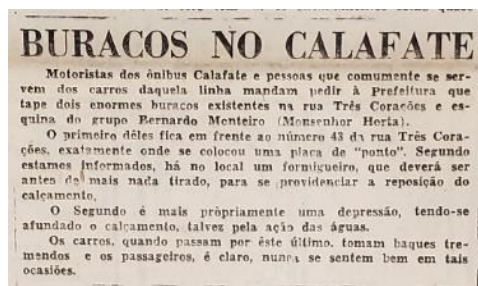 BURACOS NO CALAFATE
Motoristas dos ônibus Calafate e pessoas que comumente se ser-
vem dos carros daquela linha mandam pedir à Prefeitura que
tape dois enormes buracos existentes na rua Três Corações e es-
quina do grupo Bernardo Monteiro (Monsenhor Horta).
O primeiro dêles fica em frente ao número 43 da rua Três Cora-
ções, exatamente onde se colocou uma placa de "ponto". Segundo
estamos informados, há no local um formigueiro, que deverá ser
antes de mais nada tirado, para se providenciar a reposição do
calçamento.
O Segundo é mais pròpriamente uma depressão, tendo-se
afundado o calçamento, talvez pela ação das águas.
Os carros, quando passam por êste último, tomam baques tre-
mendos e os passageiros, é claro, nunca se sentem bem em tais
ocasiões.